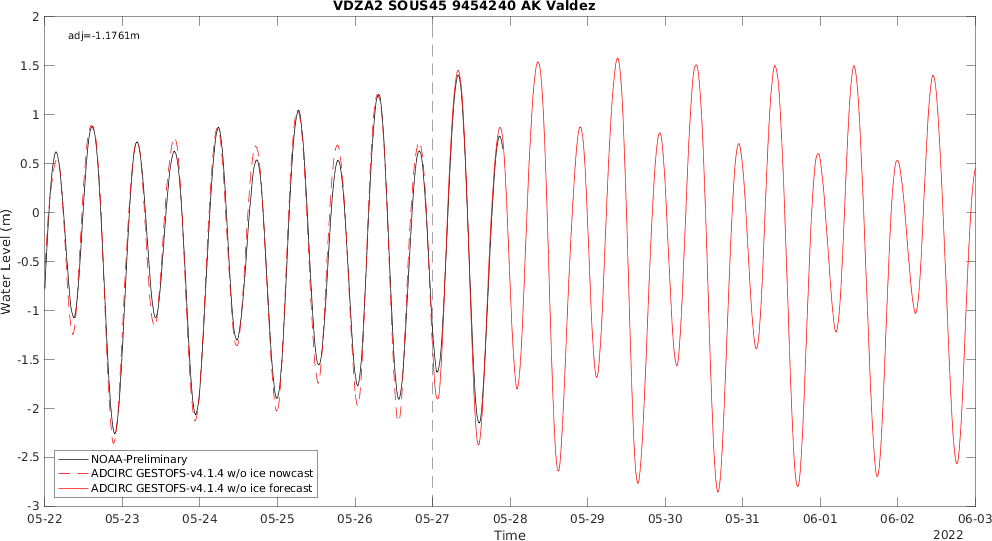 VDZA2 SOUS45 9454240 AK Valdez
adj=-1.1761m
2
1.5
1
0.5
0
-0.5
-1
-1.5
-2
-2.5
-3
Water Level (m)
NOAA-Preliminary
ADCIRC GESTOFS-v4.1.4 w/o ice nowcast
ADCIRC GESTOFS-v4.1.4 w/o ice forecast
05-22 05-23 05-24 05-25 05-26 05-27 05-28 05-29 05-30 05-31 06-01 06-02 06-03
Time
2022